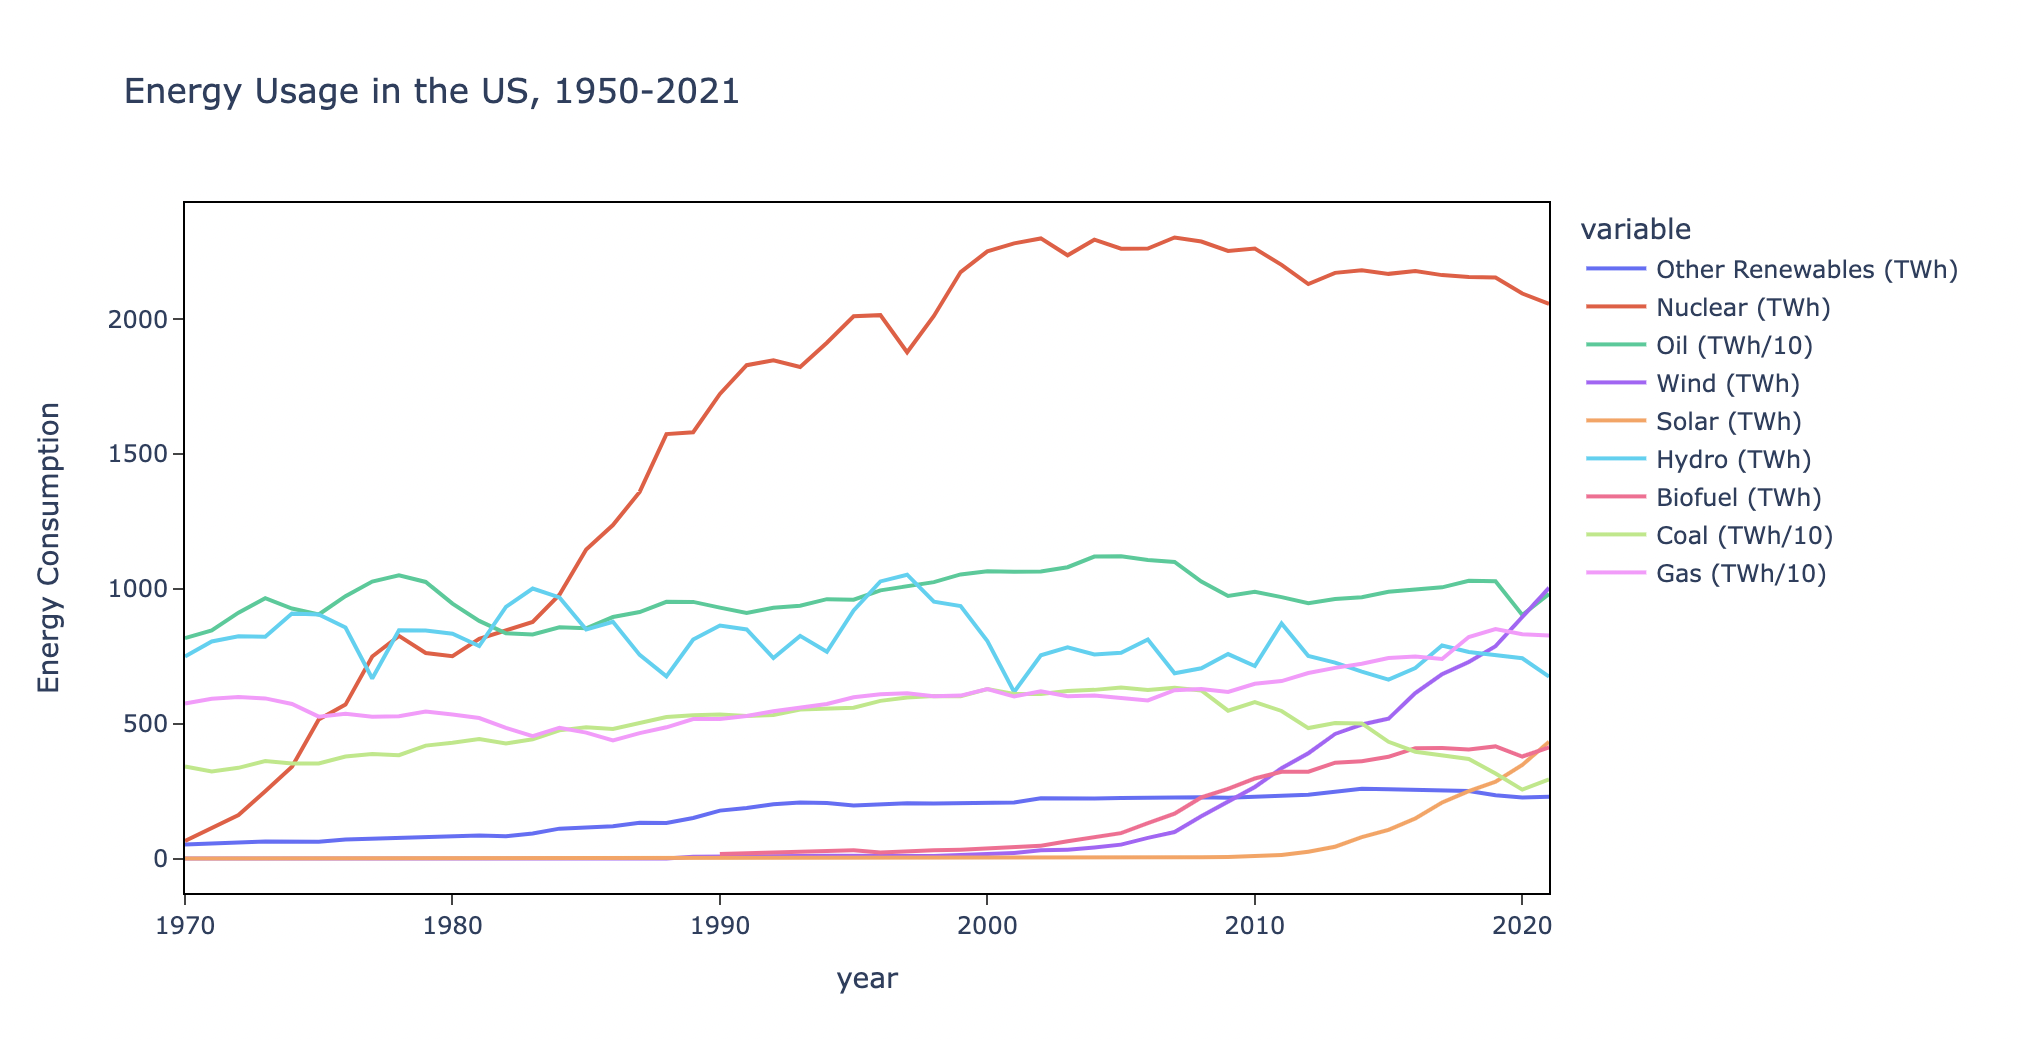 Energy Usage in the US, 1950-2021
Energy Consumption
2000
1500
1000
500
0
1970
1980
1990
2000
2010
2020
year
variable
Other Renewables (TWh)
Nuclear (TWh)
Oil (TWh/10)
Wind (TWh)
Solar (TWh)
Hydro (TWh)
Biofuel (TWh)
Coal (TWh/10)
Gas (TWh/10)